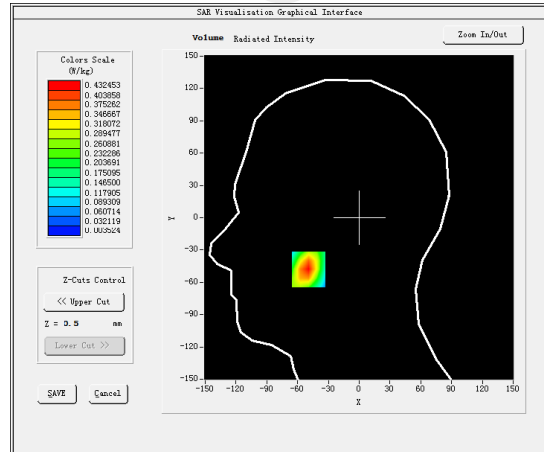 SAR Visualisation Graphical Interface
Volume Radiated Intensity
Zoom In/Out
Colors Scale
(W/kg)
0.432453
0.403858
0.375262
0.346667
0.318072
0.289477
0.260881
0.232286
0.203691
0.175095
0.146500
0.117905
0.089309
0.060714
0.032119
0.003524
Z-Cuts Control
<< Upper Cut
Z = 0.5 mm
Lower Cut >>
SAVE Cancel
150
120
90
60
30
0
-30
-60
-90
-120
-150
Y
-150 -120 -90 -60 -30 0 30 60 90 120 150
X